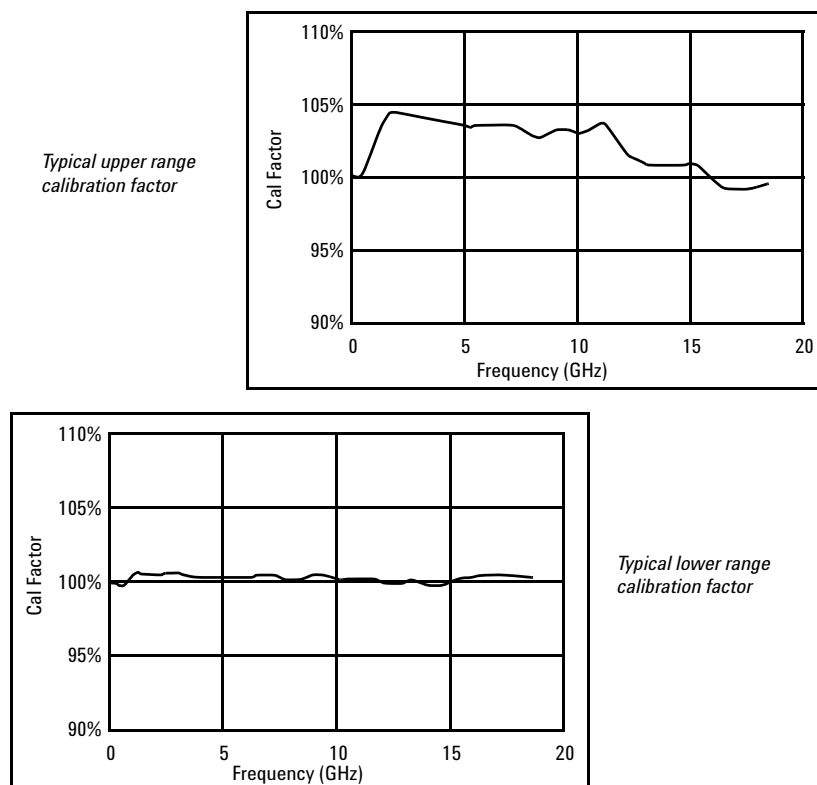 110%
105%
100%
95%
90%
Cal Factor
0 5 10 15 20
Frequency (GHz)
Typical upper range
calibration factor
110%
105%
100%
95%
90%
Cal Factor
0 5 10 15 20
Frequency (GHz)
Typical lower range
calibration factor